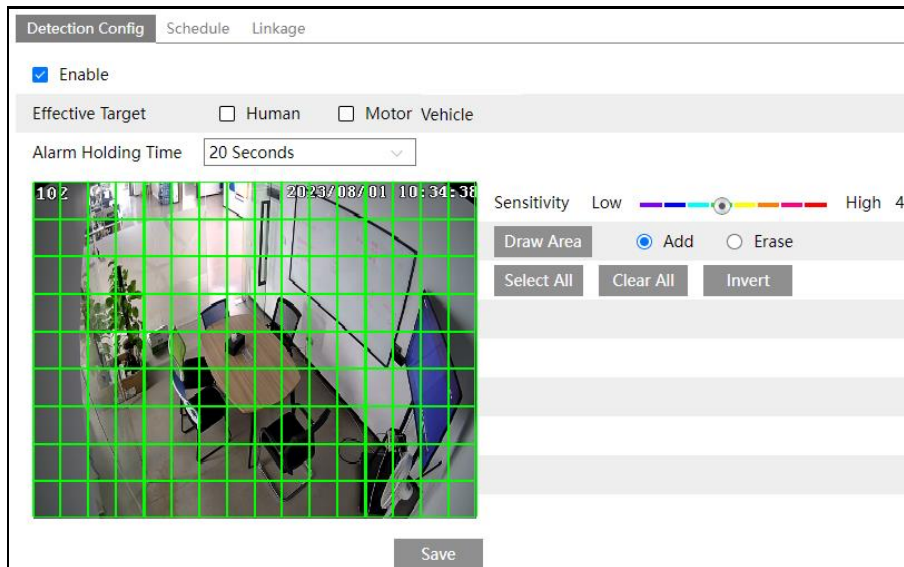 Detection Config Schedule Linkage
Enable
Effective Target Human Motor Vehicle
Alarm Holding Time 20 Seconds
102 2023/08/01 10:34:38
Sensitivity Low High 4
Draw Area Add Erase
Select All Clear All Invert
Save